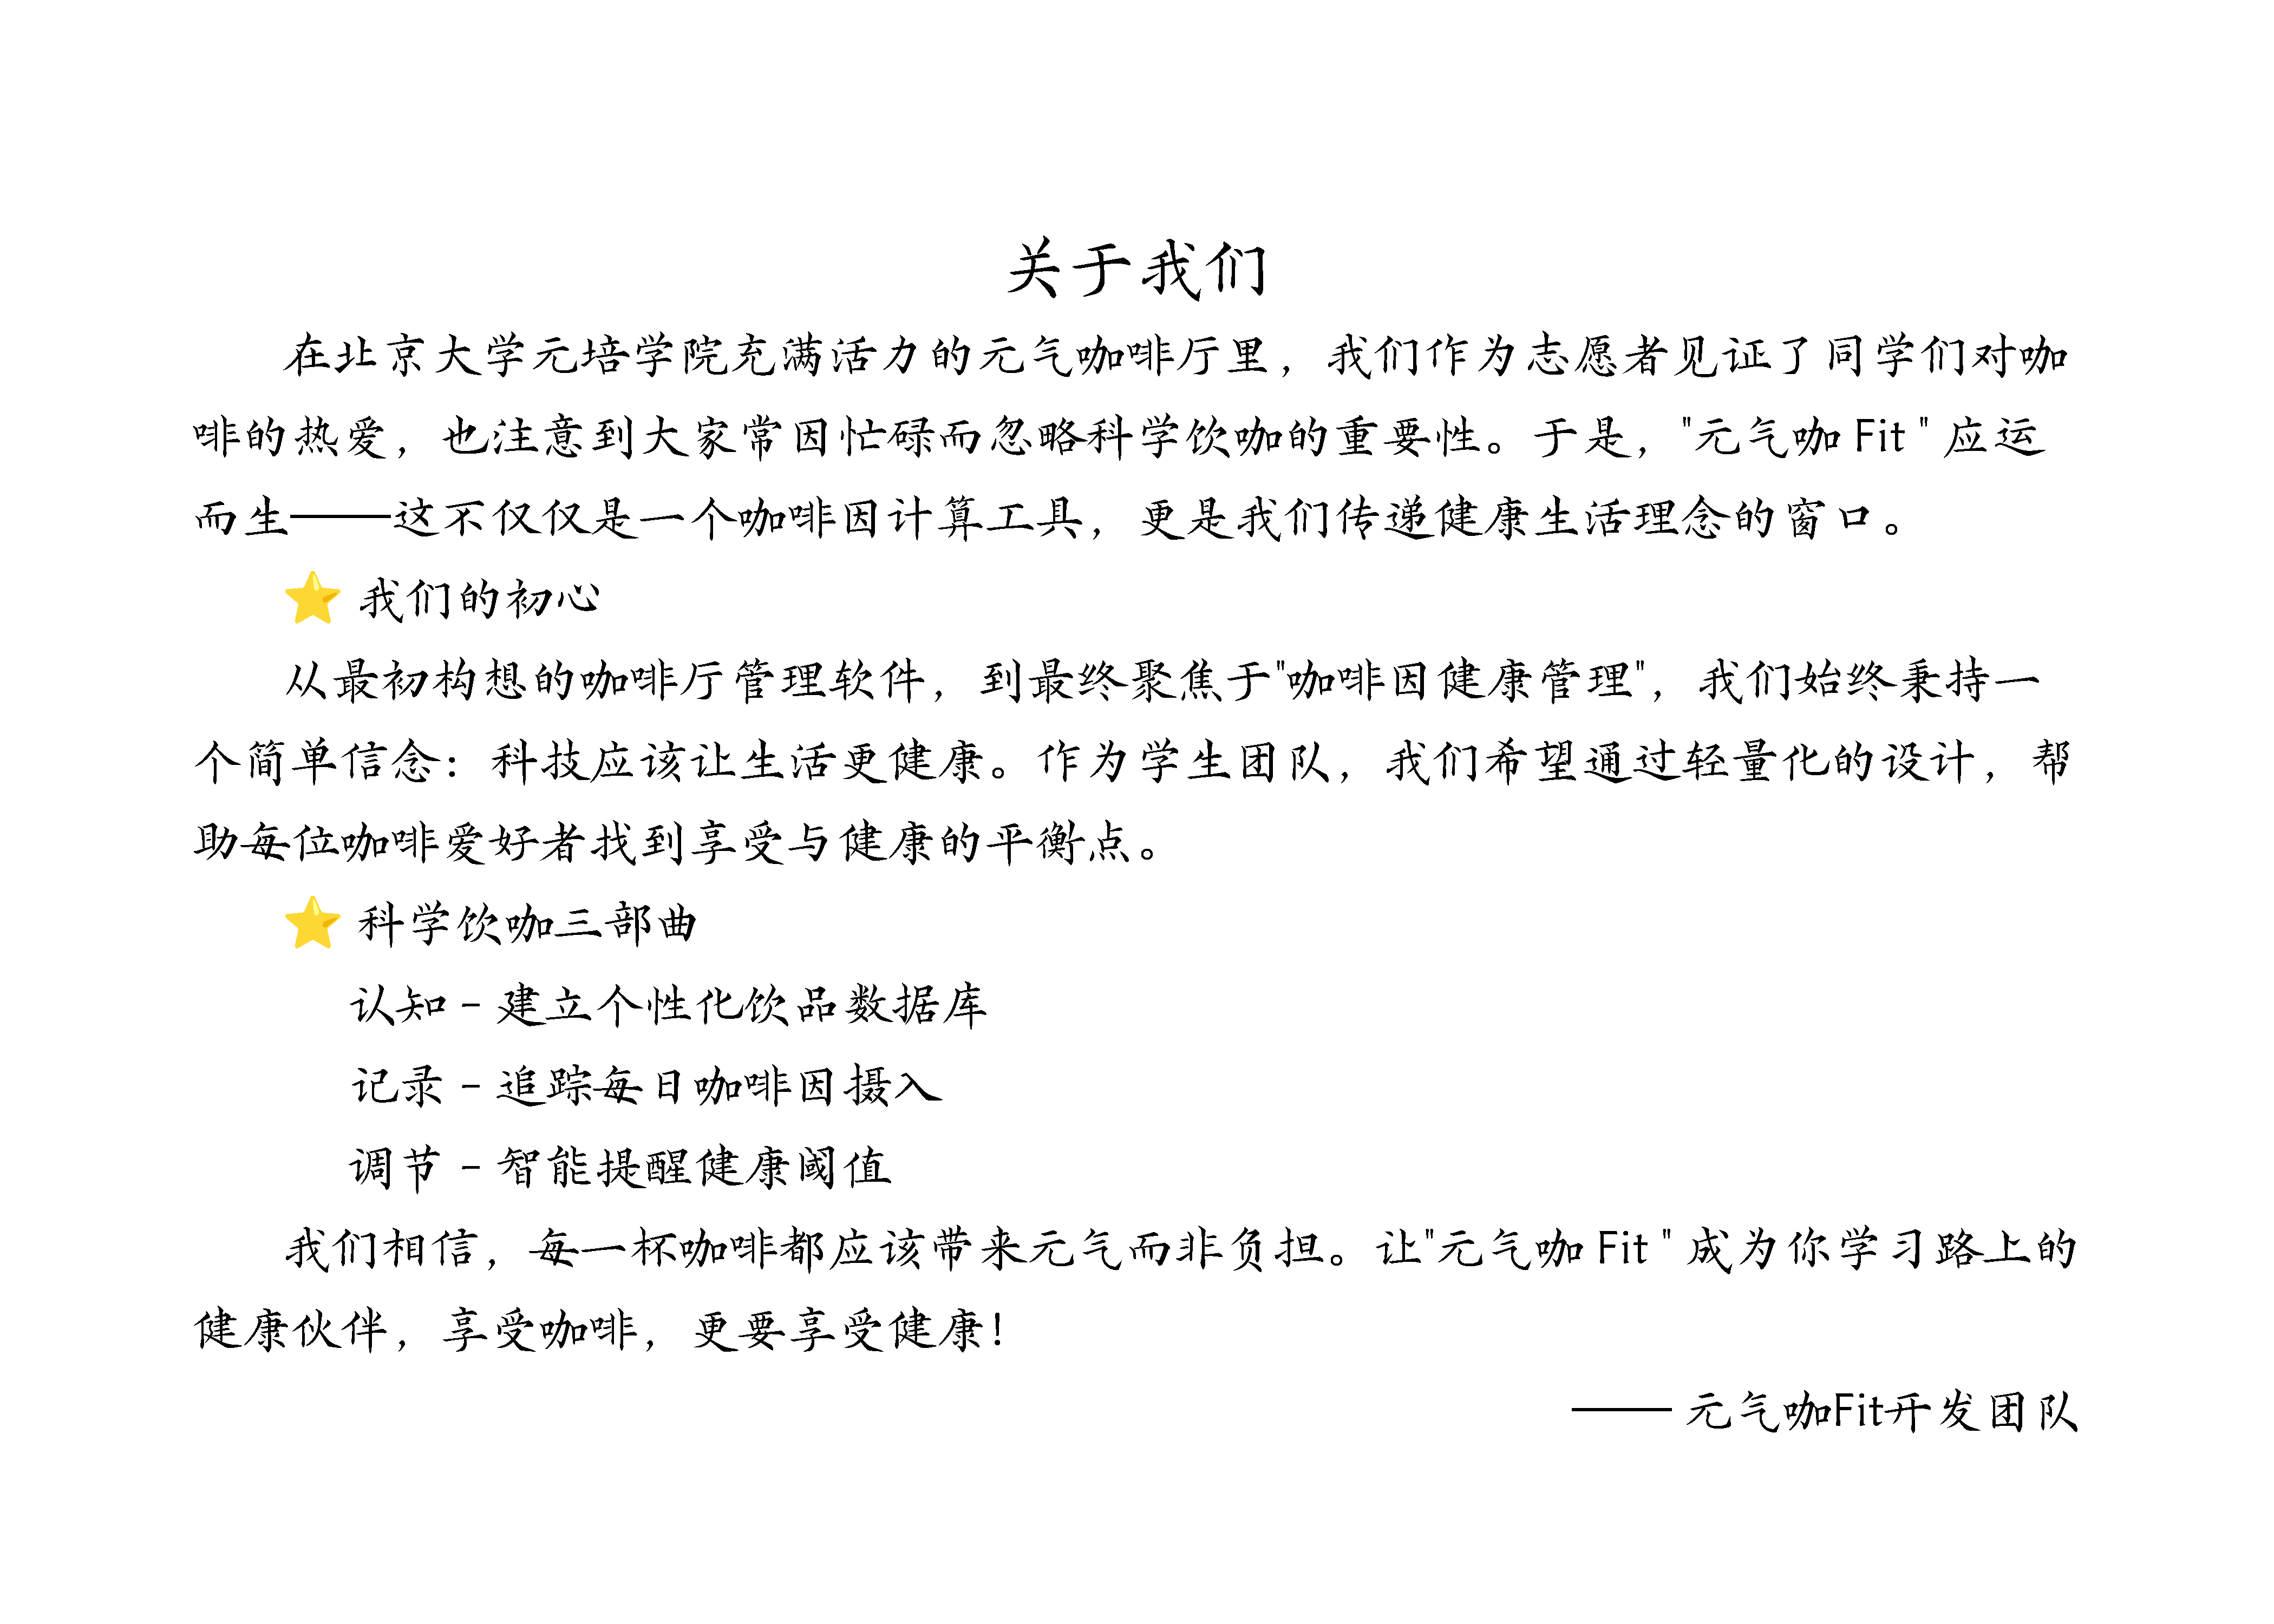 关于我们
在北京大学元培学院充满活力的元气咖啡厅里，我们作为志愿者见证了同学们对咖
啡的热爱，也注意到大家常因忙碌而忽略科学饮咖的重要性。于是，"元气咖 Fit " 应运
而生——这不仅仅是一个咖啡因计算工具，更是我们传递健康生活理念的窗口。
⭐ 我们的初心
从最初构想的咖啡厅管理软件，到最终聚焦于"咖啡因健康管理"，我们始终秉持一
个简单信念：科技应该让生活更健康。作为学生团队，我们希望通过轻量化的设计，帮
助每位咖啡爱好者找到享受与健康的平衡点。
⭐ 科学饮咖三部曲
认知 - 建立个性化饮品数据库
记录 - 追踪每日咖啡因摄入
调节 - 智能提醒健康阈值
我们相信，每一杯咖啡都应该带来元气而非负担。让"元气咖 Fit " 成为你学习路上的
健康伙伴，享受咖啡，更要享受健康！
—— 元气咖Fit开发团队